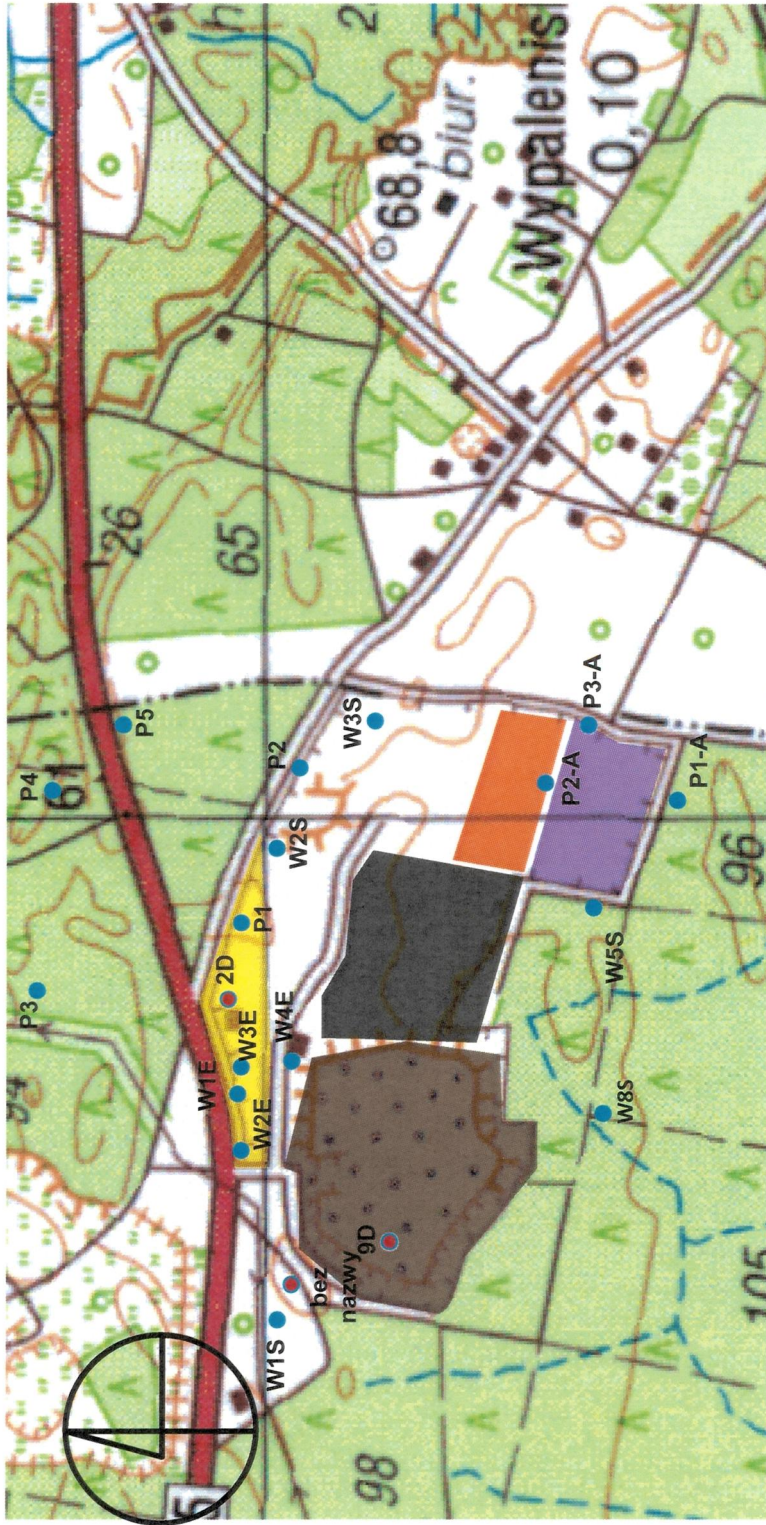 94
P3
P4
61
26
P5
5
h
W1E
2D
65
W3E
W2E
P1
W1S
P2
W4E
W2S
bez
nazwy
W3S
9D
2
98
68,8
biur.
Wypalenis
P2-A
P3-A
0,10
W5S
W8s
P1-A
96
105